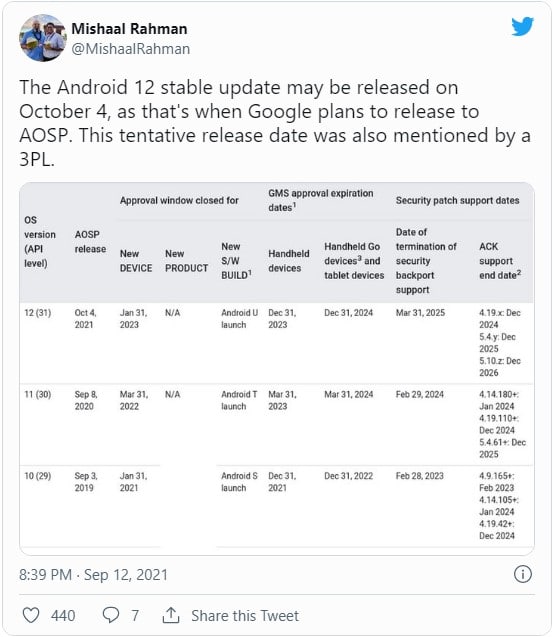 Mishaal Rahman
@MishaalRahman
The Android 12 stable update may be released on
October 4, as that's when Google plans to release to
AOSP. This tentative release date was also mentioned by a
3PL.
OS version (API level) AOSP release Approval window closed for GMS approval expiration dates¹ Security patch support dates
New DEVICE New PRODUCT New S/W BUILD¹ Handheld devices Handheld Go devices³ and tablet devices Date of termination of security backport support ACK support end date²
12 (31) Oct 4, 2021 Jan 31, 2023 N/A Android U launch Dec 31, 2023 Dec 31, 2024 Mar 31, 2025 4.19.x: Dec 2024 5.4.y: Dec 2025 5.10.z: Dec 2026
11 (30) Sep 8, 2020 Mar 31, 2022 N/A Android T launch Mar 31, 2023 Mar 31, 2024 Feb 29, 2024 4.14.180+: Jan 2024 4.19.110+: Dec 2024 5.4.61+: Dec 2025
10 (29) Sep 3, 2019 Jan 31, 2021 Android S launch Dec 31, 2021 Dec 31, 2022 Feb 28, 2023 4.9.165+: Feb 2023 4.14.105+: Jan 2024 4.19.42+: Dec 2024
8:39 PM · Sep 12, 2021
440 7 Share this Tweet